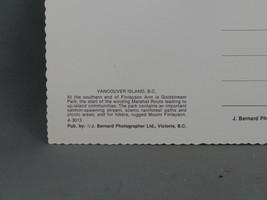 VANCOUVER ISLAND, B.C.
At the southern end of Finlayson Arm is Goldstream
Park, the start of the winding Malahat Route leading to
up-island communities. The park contains an important
salmon-spawning stream, scenic rainforest paths and
picnic areas; and for hikers, rugged Mount Finlayson.
A 3013
Pub. by: J. Barnard Photographer Ltd., Victoria, B.C.
J. Barnard Pho